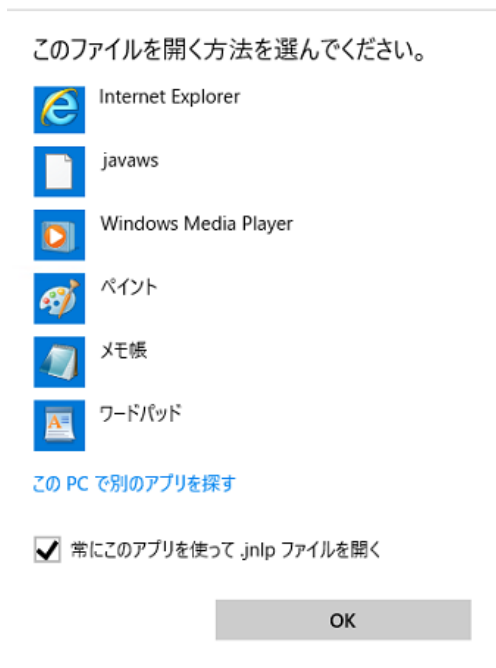 このファイルを開く方法を選んでください。
Internet Explorer
javaws
Windows Media Player
ペイント
メモ帳
ワードパッド
この PC で別のアプリを探す
常にこのアプリを使って .jnlp ファイルを開く
OK